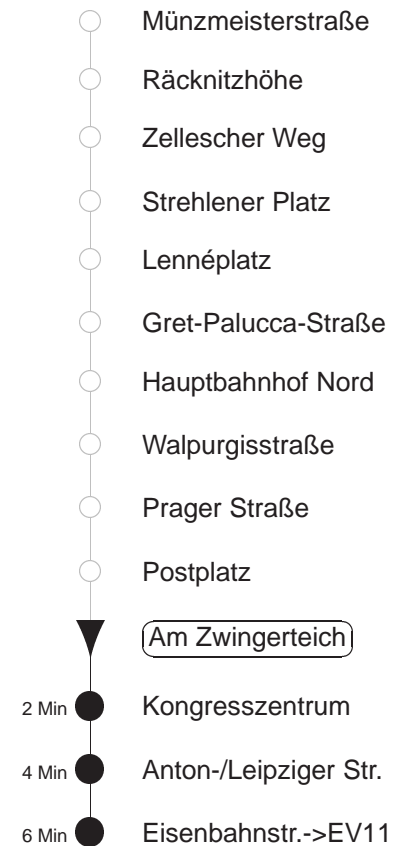 Münzmeisterstraße
Räcknitzhöhe
Zellescher Weg
Strehlener Platz
Lennéplatz
Gret-Palucca-Straße
Hauptbahnhof Nord
Walpurgisstraße
Prager Straße
Postplatz
Am Zwingerteich
2 Min Kongresszentrum
4 Min Anton-/Leipziger Str.
6 Min Eisenbahnstr.->EV11